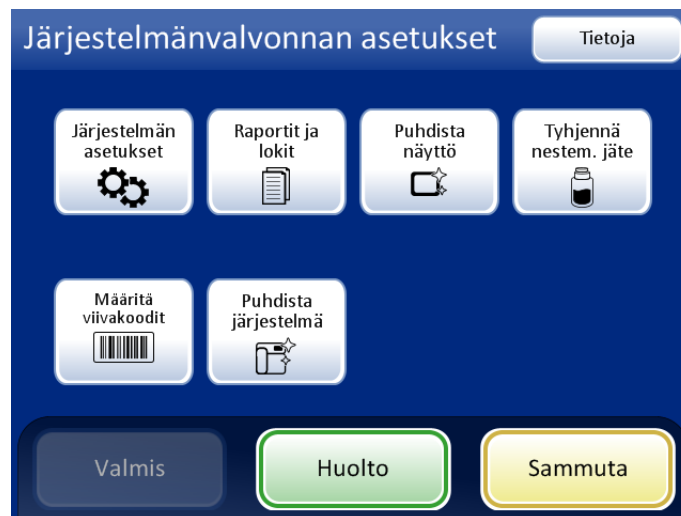 Järjestelmänvalvonnan asetukset
Tietoja
Järjestelmän
asetukset
Raportit ja
lokit
Puhdista
näyttö
Tyhjennä
nestem. jäte
Määritä
viivakoodit
Puhdista
järjestelmä
Valmis
Huolto
Sammuta